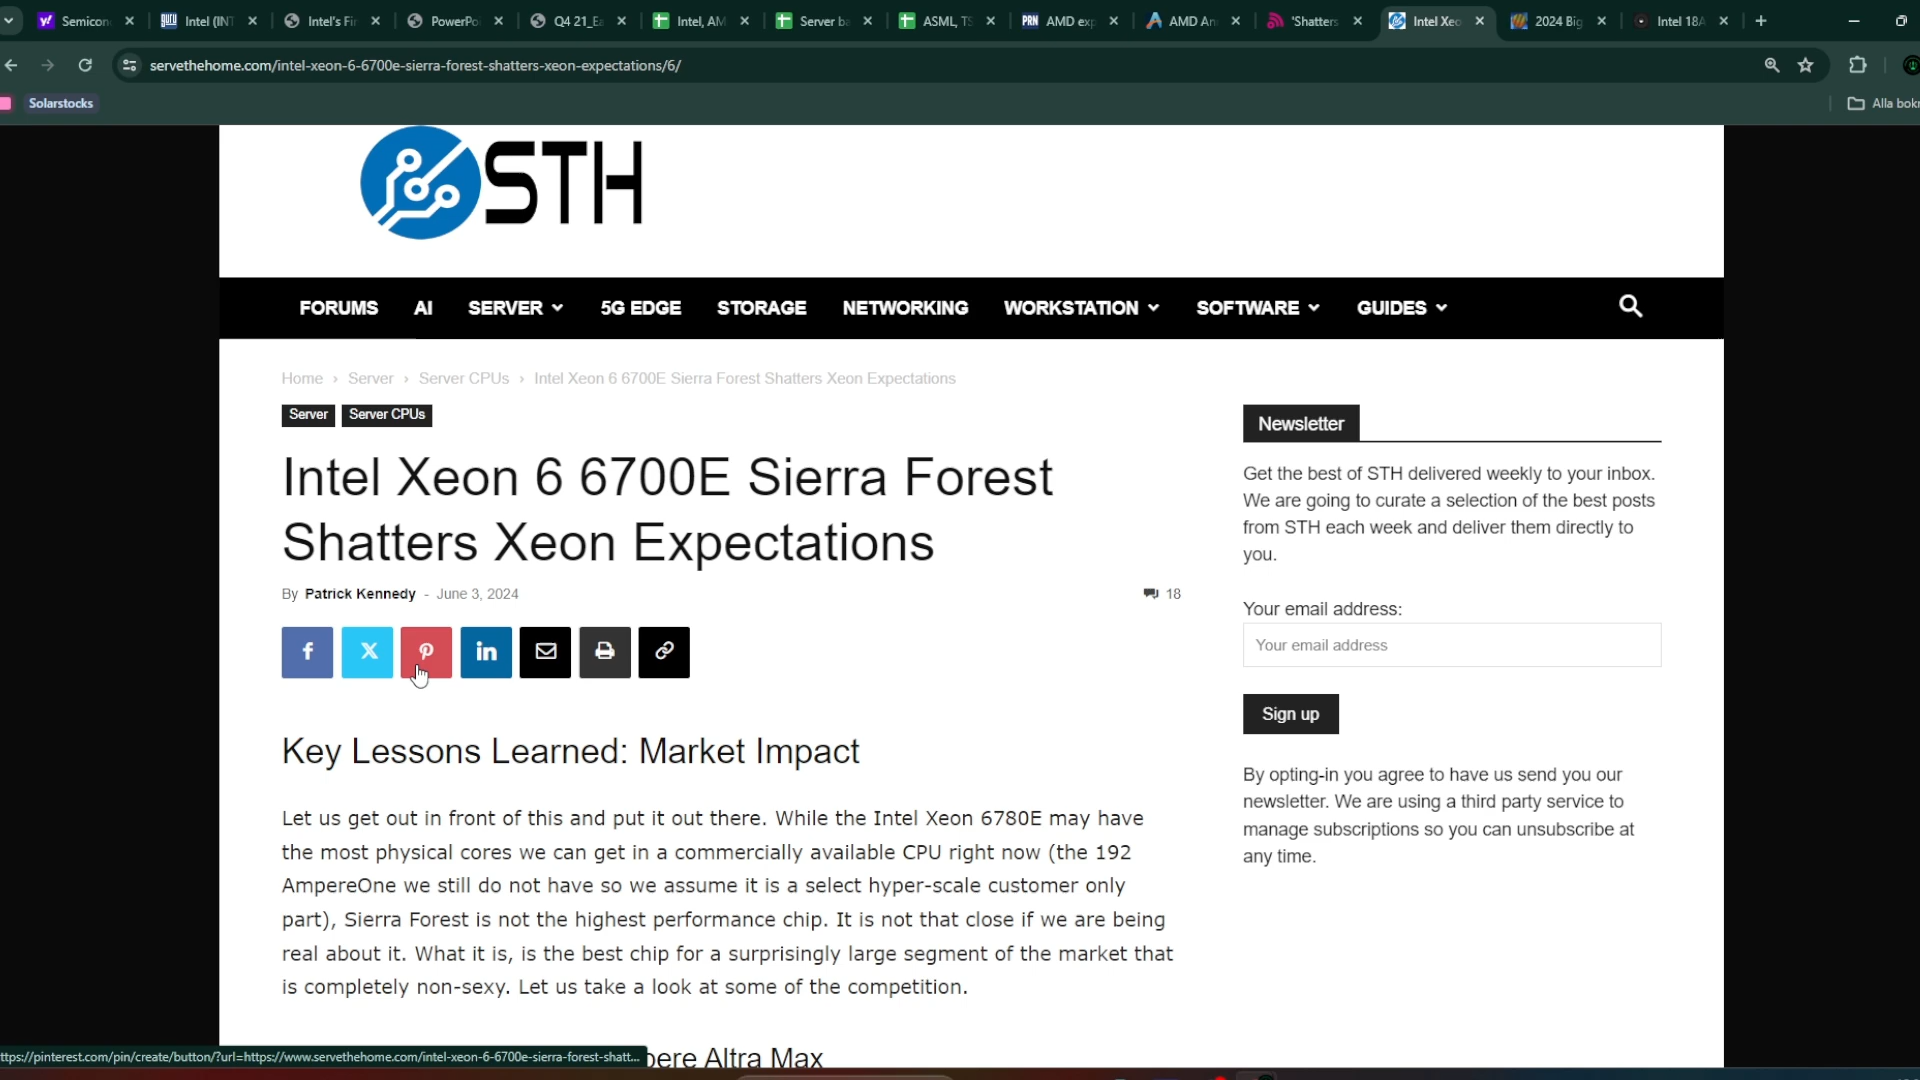 Semicon
Intel (INT
Intel's Fir
PowerPo
Q4 21_Ea
Intel, AM
Server ba
ASML, TS
PRN AMD exp
AMD An
'Shatters
Intel Xeo
2024 Big
Intel 18A
servethehome.com/intel-xeon-6-6700e-sierra-forest-shatters-xeon-expectations/6/
Solarstocks
Alla bokm
STH
FORUMS AI SERVER 5G EDGE STORAGE NETWORKING WORKSTATION SOFTWARE GUIDES
Home › Server › Server CPUs › Intel Xeon 6 6700E Sierra Forest Shatters Xeon Expectations
Server Server CPUs
Intel Xeon 6 6700E Sierra Forest
Shatters Xeon Expectations
By Patrick Kennedy - June 3, 2024
18
Key Lessons Learned: Market Impact
Let us get out in front of this and put it out there. While the Intel Xeon 6780E may have
the most physical cores we can get in a commercially available CPU right now (the 192
AmpereOne we still do not have so we assume it is a select hyper-scale customer only
part), Sierra Forest is not the highest performance chip. It is not that close if we are being
real about it. What it is, is the best chip for a surprisingly large segment of the market that
is completely non-sexy. Let us take a look at some of the competition.
pere Altra Max
Newsletter
Get the best of STH delivered weekly to your inbox.
We are going to curate a selection of the best posts
from STH each week and deliver them directly to
you.
Your email address:
Your email address
Sign up
By opting-in you agree to have us send you our
newsletter. We are using a third party service to
manage subscriptions so you can unsubscribe at
any time.
ttps://pinterest.com/pin/create/button/?url=https://www.servethehome.com/intel-xeon-6-6700e-sierra-forest-shatt...